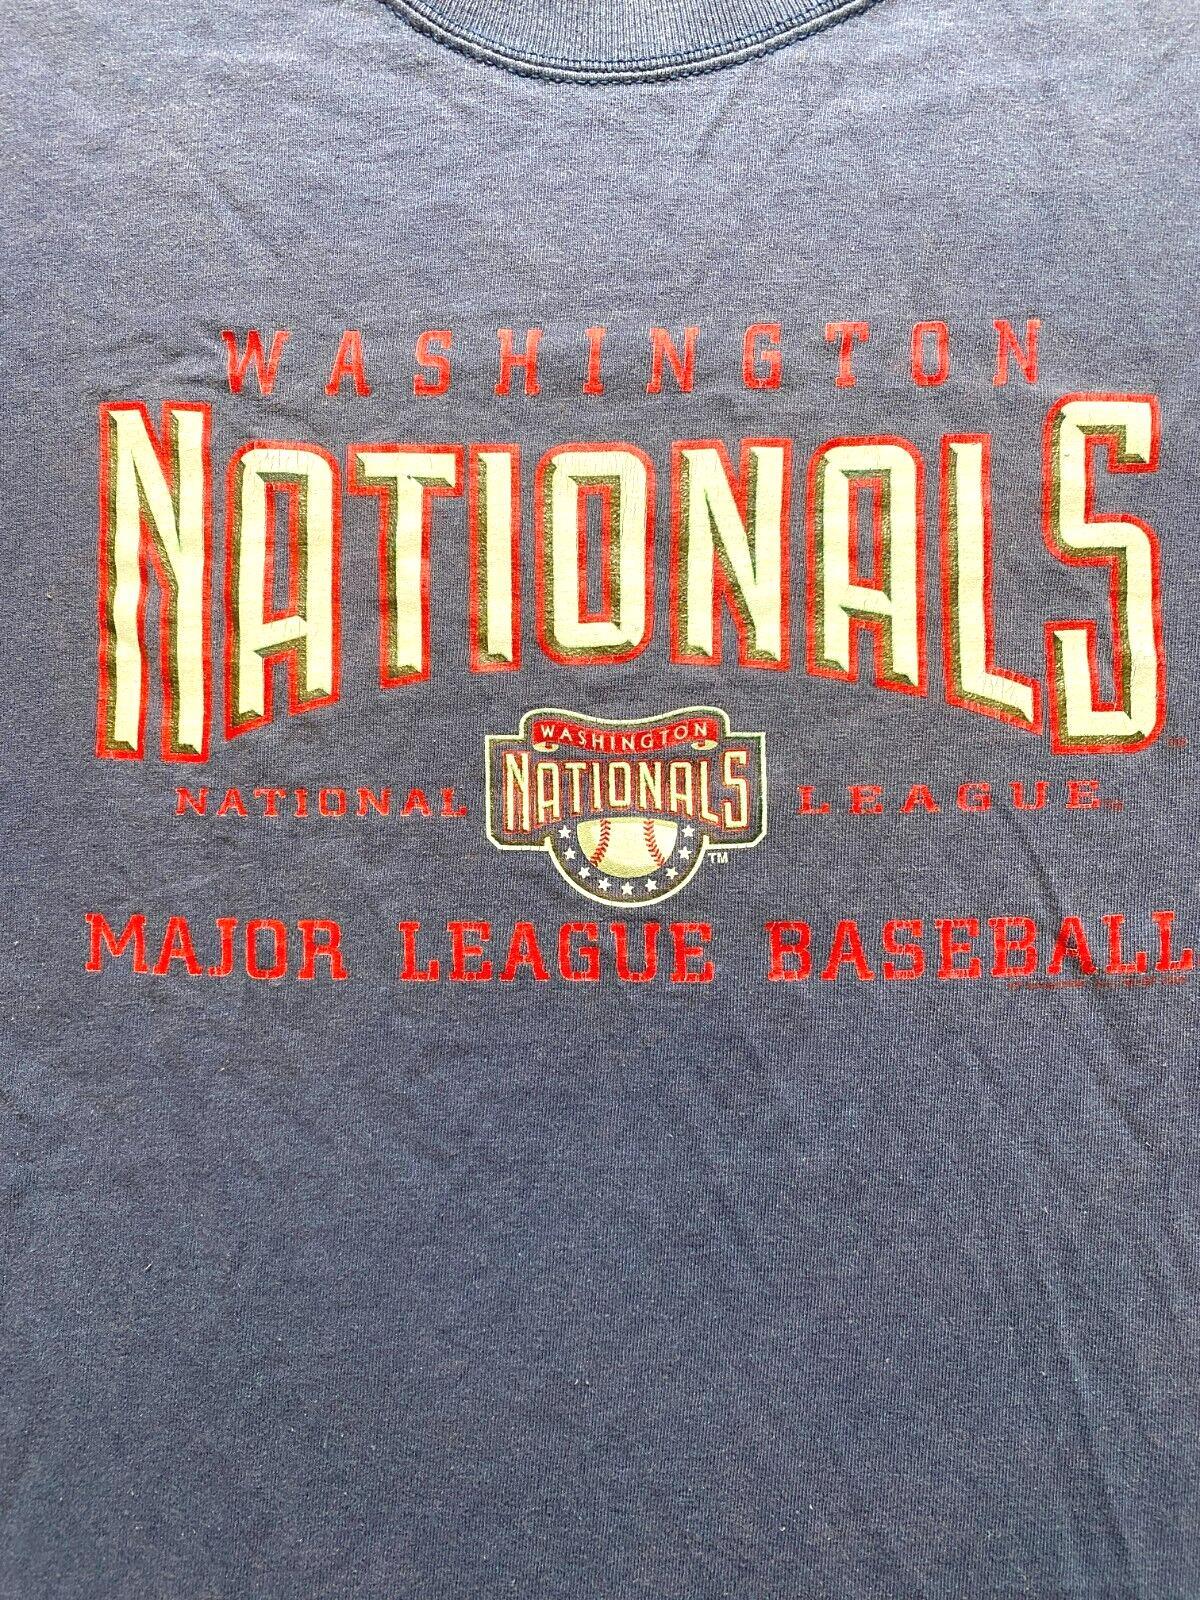 WASHINGTON
NATIONALS
NATIONAL LEAGUE
WASHINGTON
NATIONALS
TM
MAJOR LEAGUE BASEBALL